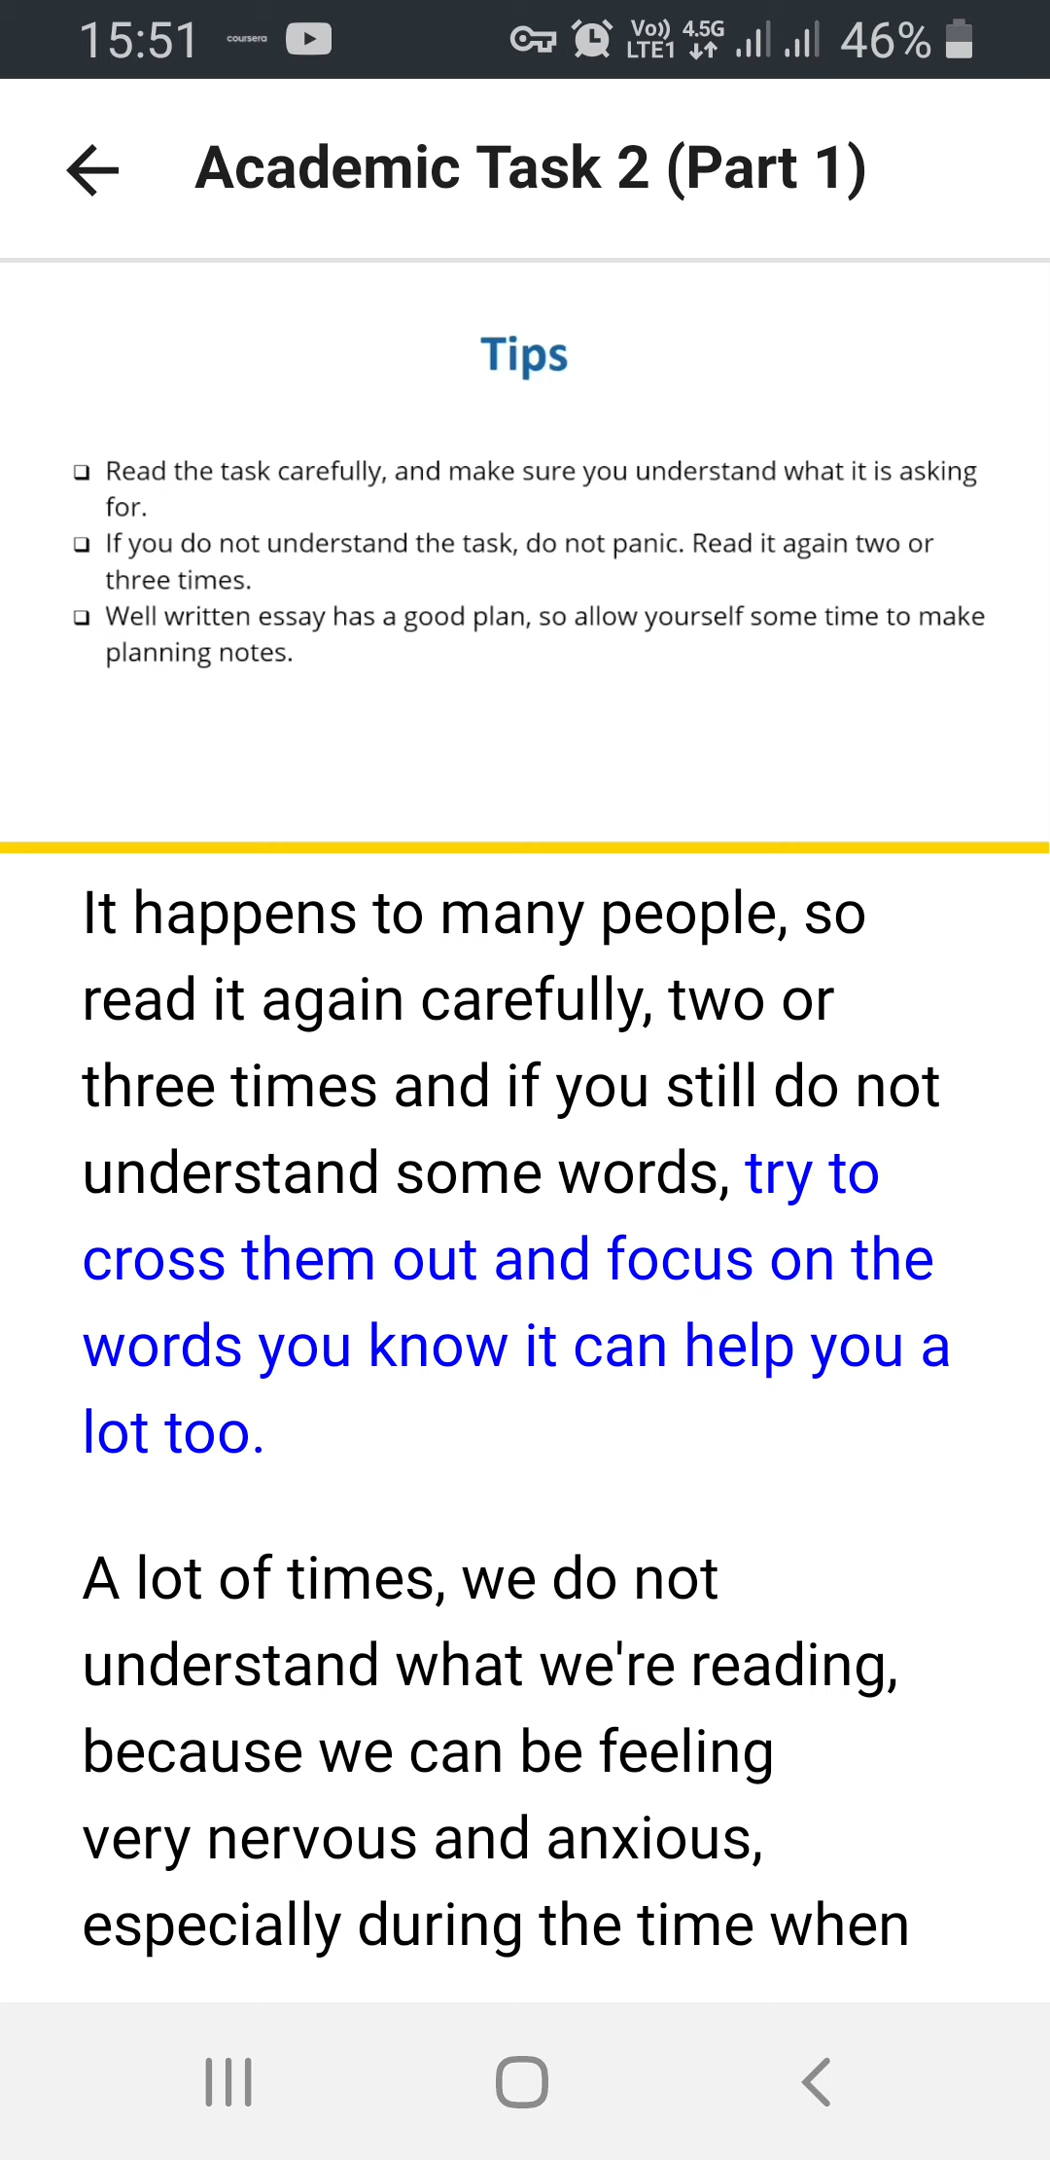 15:51 coursera Vo)) LTE1 4.5G 46%
Academic Task 2 (Part 1)
Tips
❑ Read the task carefully, and make sure you understand what it is asking
for.
❑ If you do not understand the task, do not panic. Read it again two or
three times.
❑ Well written essay has a good plan, so allow yourself some time to make
planning notes.
It happens to many people, so
read it again carefully, two or
three times and if you still do not
understand some words, try to
cross them out and focus on the
words you know it can help you a
lot too.
A lot of times, we do not
understand what we're reading,
because we can be feeling
very nervous and anxious,
especially during the time when